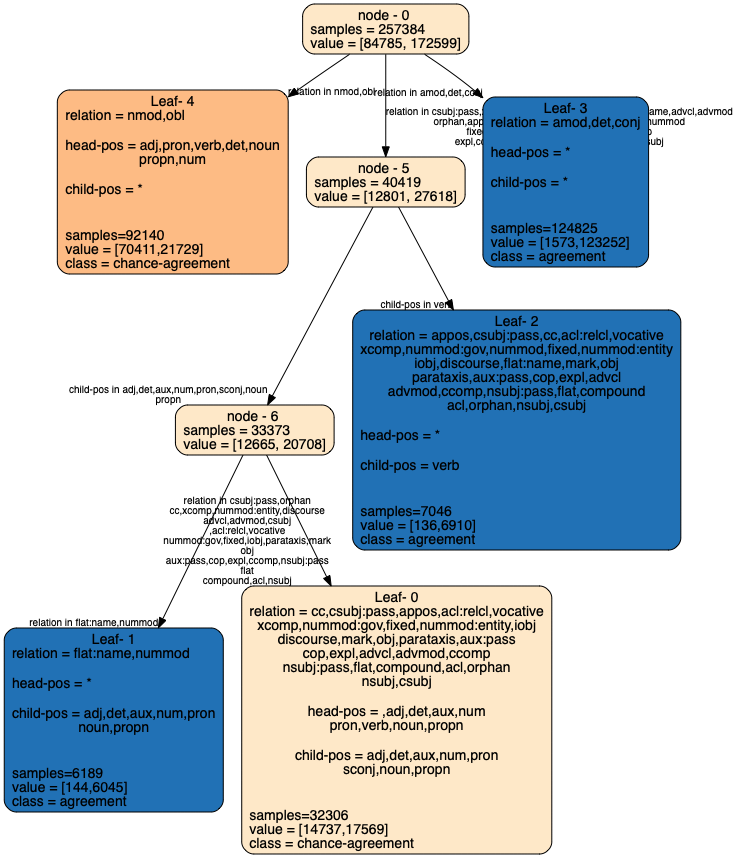 node - 0
samples = 257384
value = [84785, 172599]
relation in nmod,obl
relation in amod,det,conj
relation in csubj:pass,
name,advcl,advmod
orphan,app
nummod
fixed
expl,cc
subj
Leaf- 4
relation = nmod,obl
head-pos = adj,pron,verb,det,noun
propn,num
child-pos = *
samples=92140
value = [70411,21729]
class = chance-agreement
Leaf- 3
relation = amod,det,conj
head-pos = *
child-pos = *
samples=124825
value = [1573,123252]
class = agreement
node - 5
samples = 40419
value = [12801, 27618]
child-pos in verb
Leaf- 2
relation = appos,csubj:pass,cc,acl:relcl,vocative
xcomp,nummod:gov,nummod,fixed,nummod:entity
iobj,discourse,flat:name,mark,obj
parataxis,aux:pass,cop,expl,advcl
advmod,ccomp,nsubj:pass,flat,compound
acl,orphan,nsubj,csubj
head-pos = *
child-pos = verb
samples=7046
value = [136,6910]
class = agreement
child-pos in adj,det,aux,num,pron,sconj,noun
propn
node - 6
samples = 33373
value = [12665, 20708]
relation in csubj:pass,orphan
cc,xcomp,nummod:entity,discourse
advcl,advmod,csubj
,acl:relcl,vocative
nummod:gov,fixed,iobj,parataxis,mark
obj
aux:pass,cop,expl,ccomp,nsubj:pass
flat
compound,acl,nsubj
relation in flat:name,nummod
Leaf- 1
relation = flat:name,nummod
head-pos = *
child-pos = adj,det,aux,num,pron
noun,propn
samples=6189
value = [144,6045]
class = agreement
Leaf- 0
relation = cc,csubj:pass,appos,acl:relcl,vocative
xcomp,nummod:gov,fixed,nummod:entity,iobj
discourse,mark,obj,parataxis,aux:pass
cop,expl,advcl,advmod,ccomp
nsubj:pass,flat,compound,acl,orphan
nsubj,csubj
head-pos = ,adj,det,aux,num
pron,verb,noun,propn
child-pos = adj,det,aux,num,pron
sconj,noun,propn
samples=32306
value = [14737,17569]
class = chance-agreement